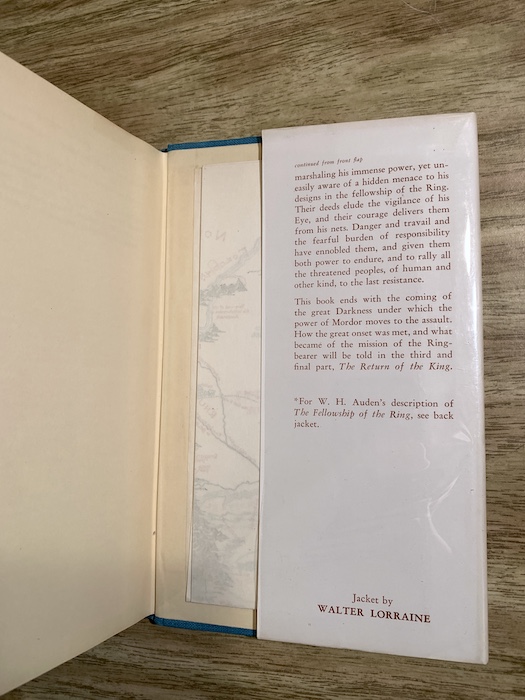 continued from front flap
marshaling his immense power, yet un-
easily aware of a hidden menace to his
designs in the fellowship of the Ring.
Their deeds elude the vigilance of his
Eye, and their courage delivers them
from his nets. Danger and travail and
the fearful burden of responsibility
have ennobled them, and given them
both power to endure, and to rally all
the threatened peoples, of human and
other kind, to the last resistance.
This book ends with the coming of
the great Darkness under which the
power of Mordor moves to the assault.
How the great onset was met, and what
became of the mission of the Ring-
bearer will be told in the third and
final part, The Return of the King.
*For W. H. Auden's description of
The Fellowship of the Ring, see back
jacket.
Jacket by
WALTER LORRAINE